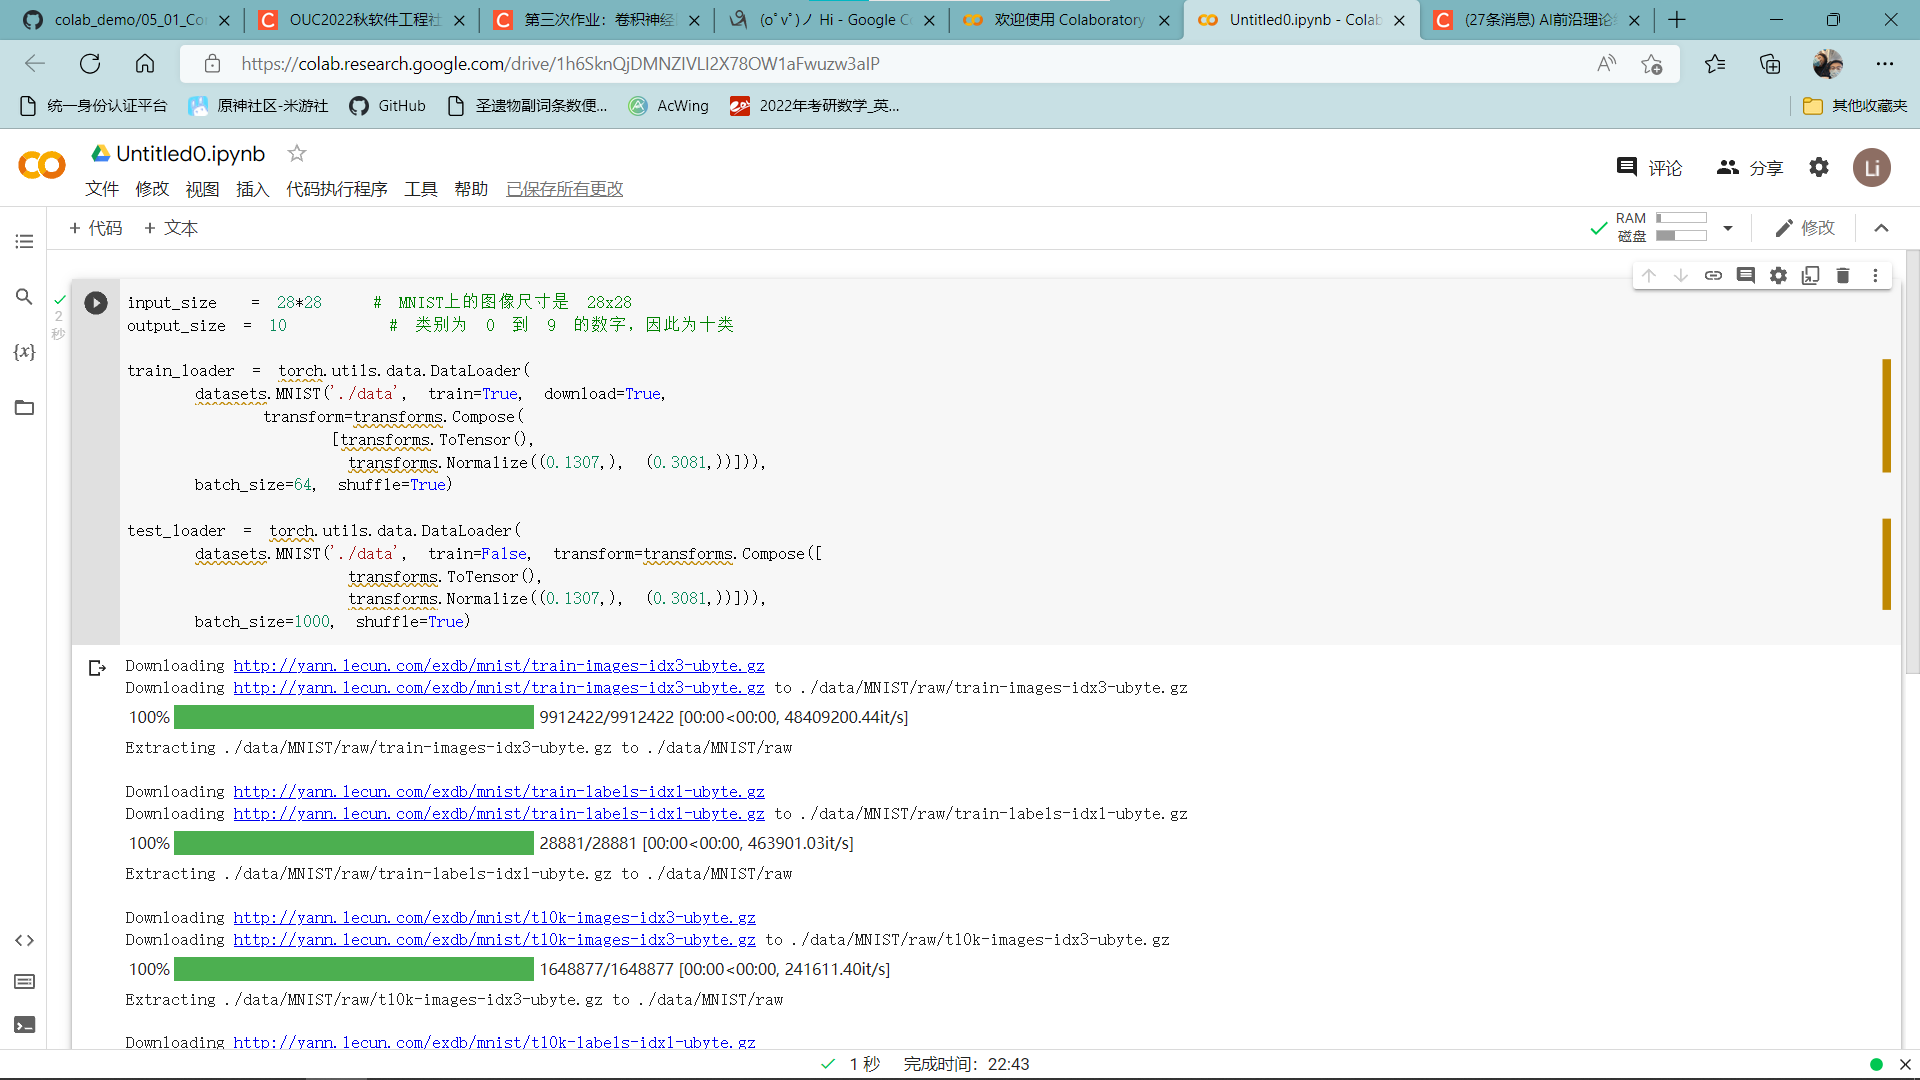 colab_demo/05_01_Co
OUC2022秋软件工程社
第三次作业：卷积神经
(oﾟvﾟ)ノ Hi - Google C
欢迎使用 Colaboratory
Untitled0.ipynb - Colab
(27条消息) AI前沿理论
https://colab.research.google.com/drive/1h6SknQjDMNZIVLI2X78OW1aFwuzw3aIP
统一身份认证平台
原神社区-米游社
GitHub
圣遗物副词条数便...
AcWing
2022年考研数学_英...
其他收藏夹
Untitled0.ipynb
评论
分享
Li
文件 修改 视图 插入 代码执行程序 工具 帮助 已保存所有更改
+ 代码 + 文本
RAM
磁盘
修改
2
秒
{x}
input_size = 28*28 # MNIST上的图像尺寸是 28x28
output_size = 10 # 类别为 0 到 9 的数字，因此为十类
train_loader = torch.utils.data.DataLoader(
datasets.MNIST('./data', train=True, download=True,
transform=transforms.Compose(
[transforms.ToTensor(),
transforms.Normalize((0.1307,), (0.3081,))])),
batch_size=64, shuffle=True)
test_loader = torch.utils.data.DataLoader(
datasets.MNIST('./data', train=False, transform=transforms.Compose([
transforms.ToTensor(),
transforms.Normalize((0.1307,), (0.3081,))])),
batch_size=1000, shuffle=True)
Downloading http://yann.lecun.com/exdb/mnist/train-images-idx3-ubyte.gz
Downloading http://yann.lecun.com/exdb/mnist/train-images-idx3-ubyte.gz to ./data/MNIST/raw/train-images-idx3-ubyte.gz
100% 9912422/9912422 [00:00<00:00, 48409200.44it/s]
Extracting ./data/MNIST/raw/train-images-idx3-ubyte.gz to ./data/MNIST/raw
Downloading http://yann.lecun.com/exdb/mnist/train-labels-idx1-ubyte.gz
Downloading http://yann.lecun.com/exdb/mnist/train-labels-idx1-ubyte.gz to ./data/MNIST/raw/train-labels-idx1-ubyte.gz
100% 28881/28881 [00:00<00:00, 463901.03it/s]
Extracting ./data/MNIST/raw/train-labels-idx1-ubyte.gz to ./data/MNIST/raw
Downloading http://yann.lecun.com/exdb/mnist/t10k-images-idx3-ubyte.gz
Downloading http://yann.lecun.com/exdb/mnist/t10k-images-idx3-ubyte.gz to ./data/MNIST/raw/t10k-images-idx3-ubyte.gz
100% 1648877/1648877 [00:00<00:00, 241611.40it/s]
Extracting ./data/MNIST/raw/t10k-images-idx3-ubyte.gz to ./data/MNIST/raw
Downloading http://yann.lecun.com/exdb/mnist/t10k-labels-idx1-ubyte.gz
1 秒 完成时间：22:43